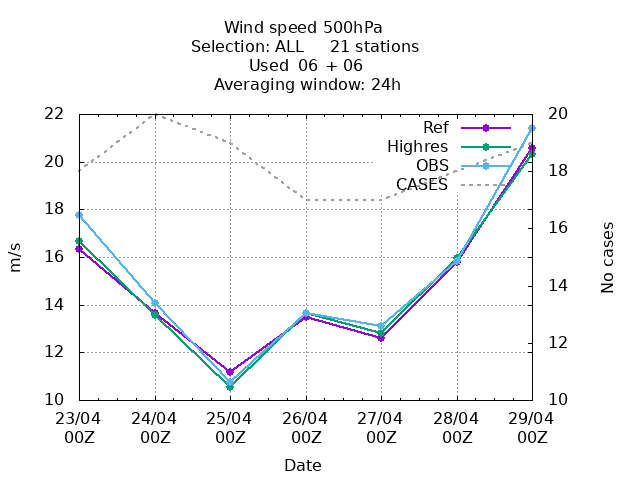 Wind speed 500hPa
Selection: ALL     21 stations
Used  06 + 06
Averaging window: 24h
22
20
18
16
14
12
10
m/s
20
18
16
14
12
10
No cases
Ref
Highres
OBS
CASES
23/04 24/04 25/04 26/04 27/04 28/04 29/04
00Z 00Z 00Z 00Z 00Z 00Z 00Z
Date